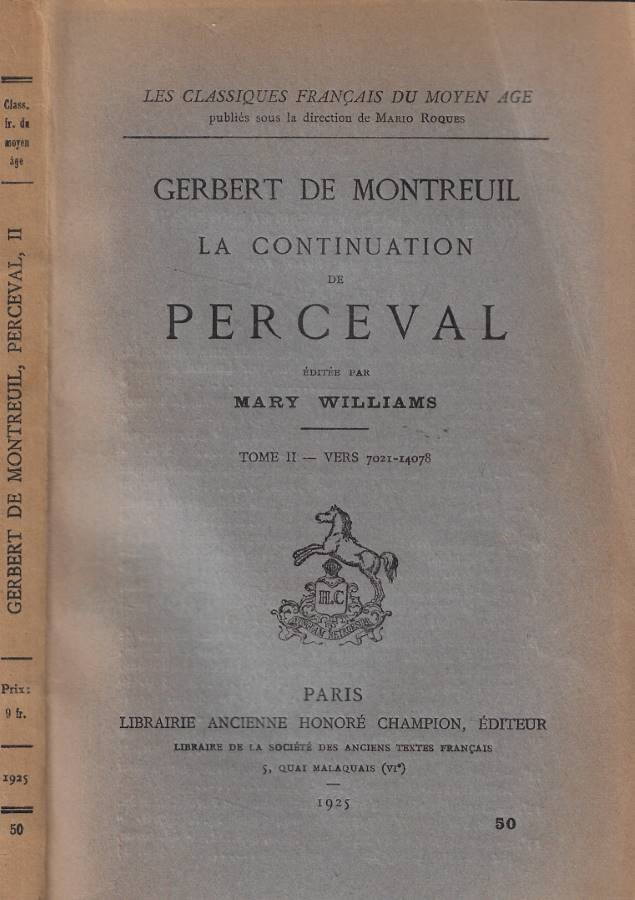 Class.
fr. du
moyen
âge
GERBERT DE MONTREUIL, PERCEVAL, II
Prix:
9 fr.
1925
50
LES CLASSIQUES FRANÇAIS DU MOYEN AGE
publiés sous la direction de MARIO ROQUES
GERBERT DE MONTREUIL
LA CONTINUATION
DE
PERCEVAL
ÉDITÉE PAR
MARY WILLIAMS
TOME II — VERS 7021-14078
HLC
NUNQUAM RETRORSUM
PARIS
LIBRAIRIE ANCIENNE HONORÉ CHAMPION, ÉDITEUR
LIBRAIRE DE LA SOCIÉTÉ DES ANCIENS TEXTES FRANÇAIS
5, QUAI MALAQUAIS (VIe)
1925
50